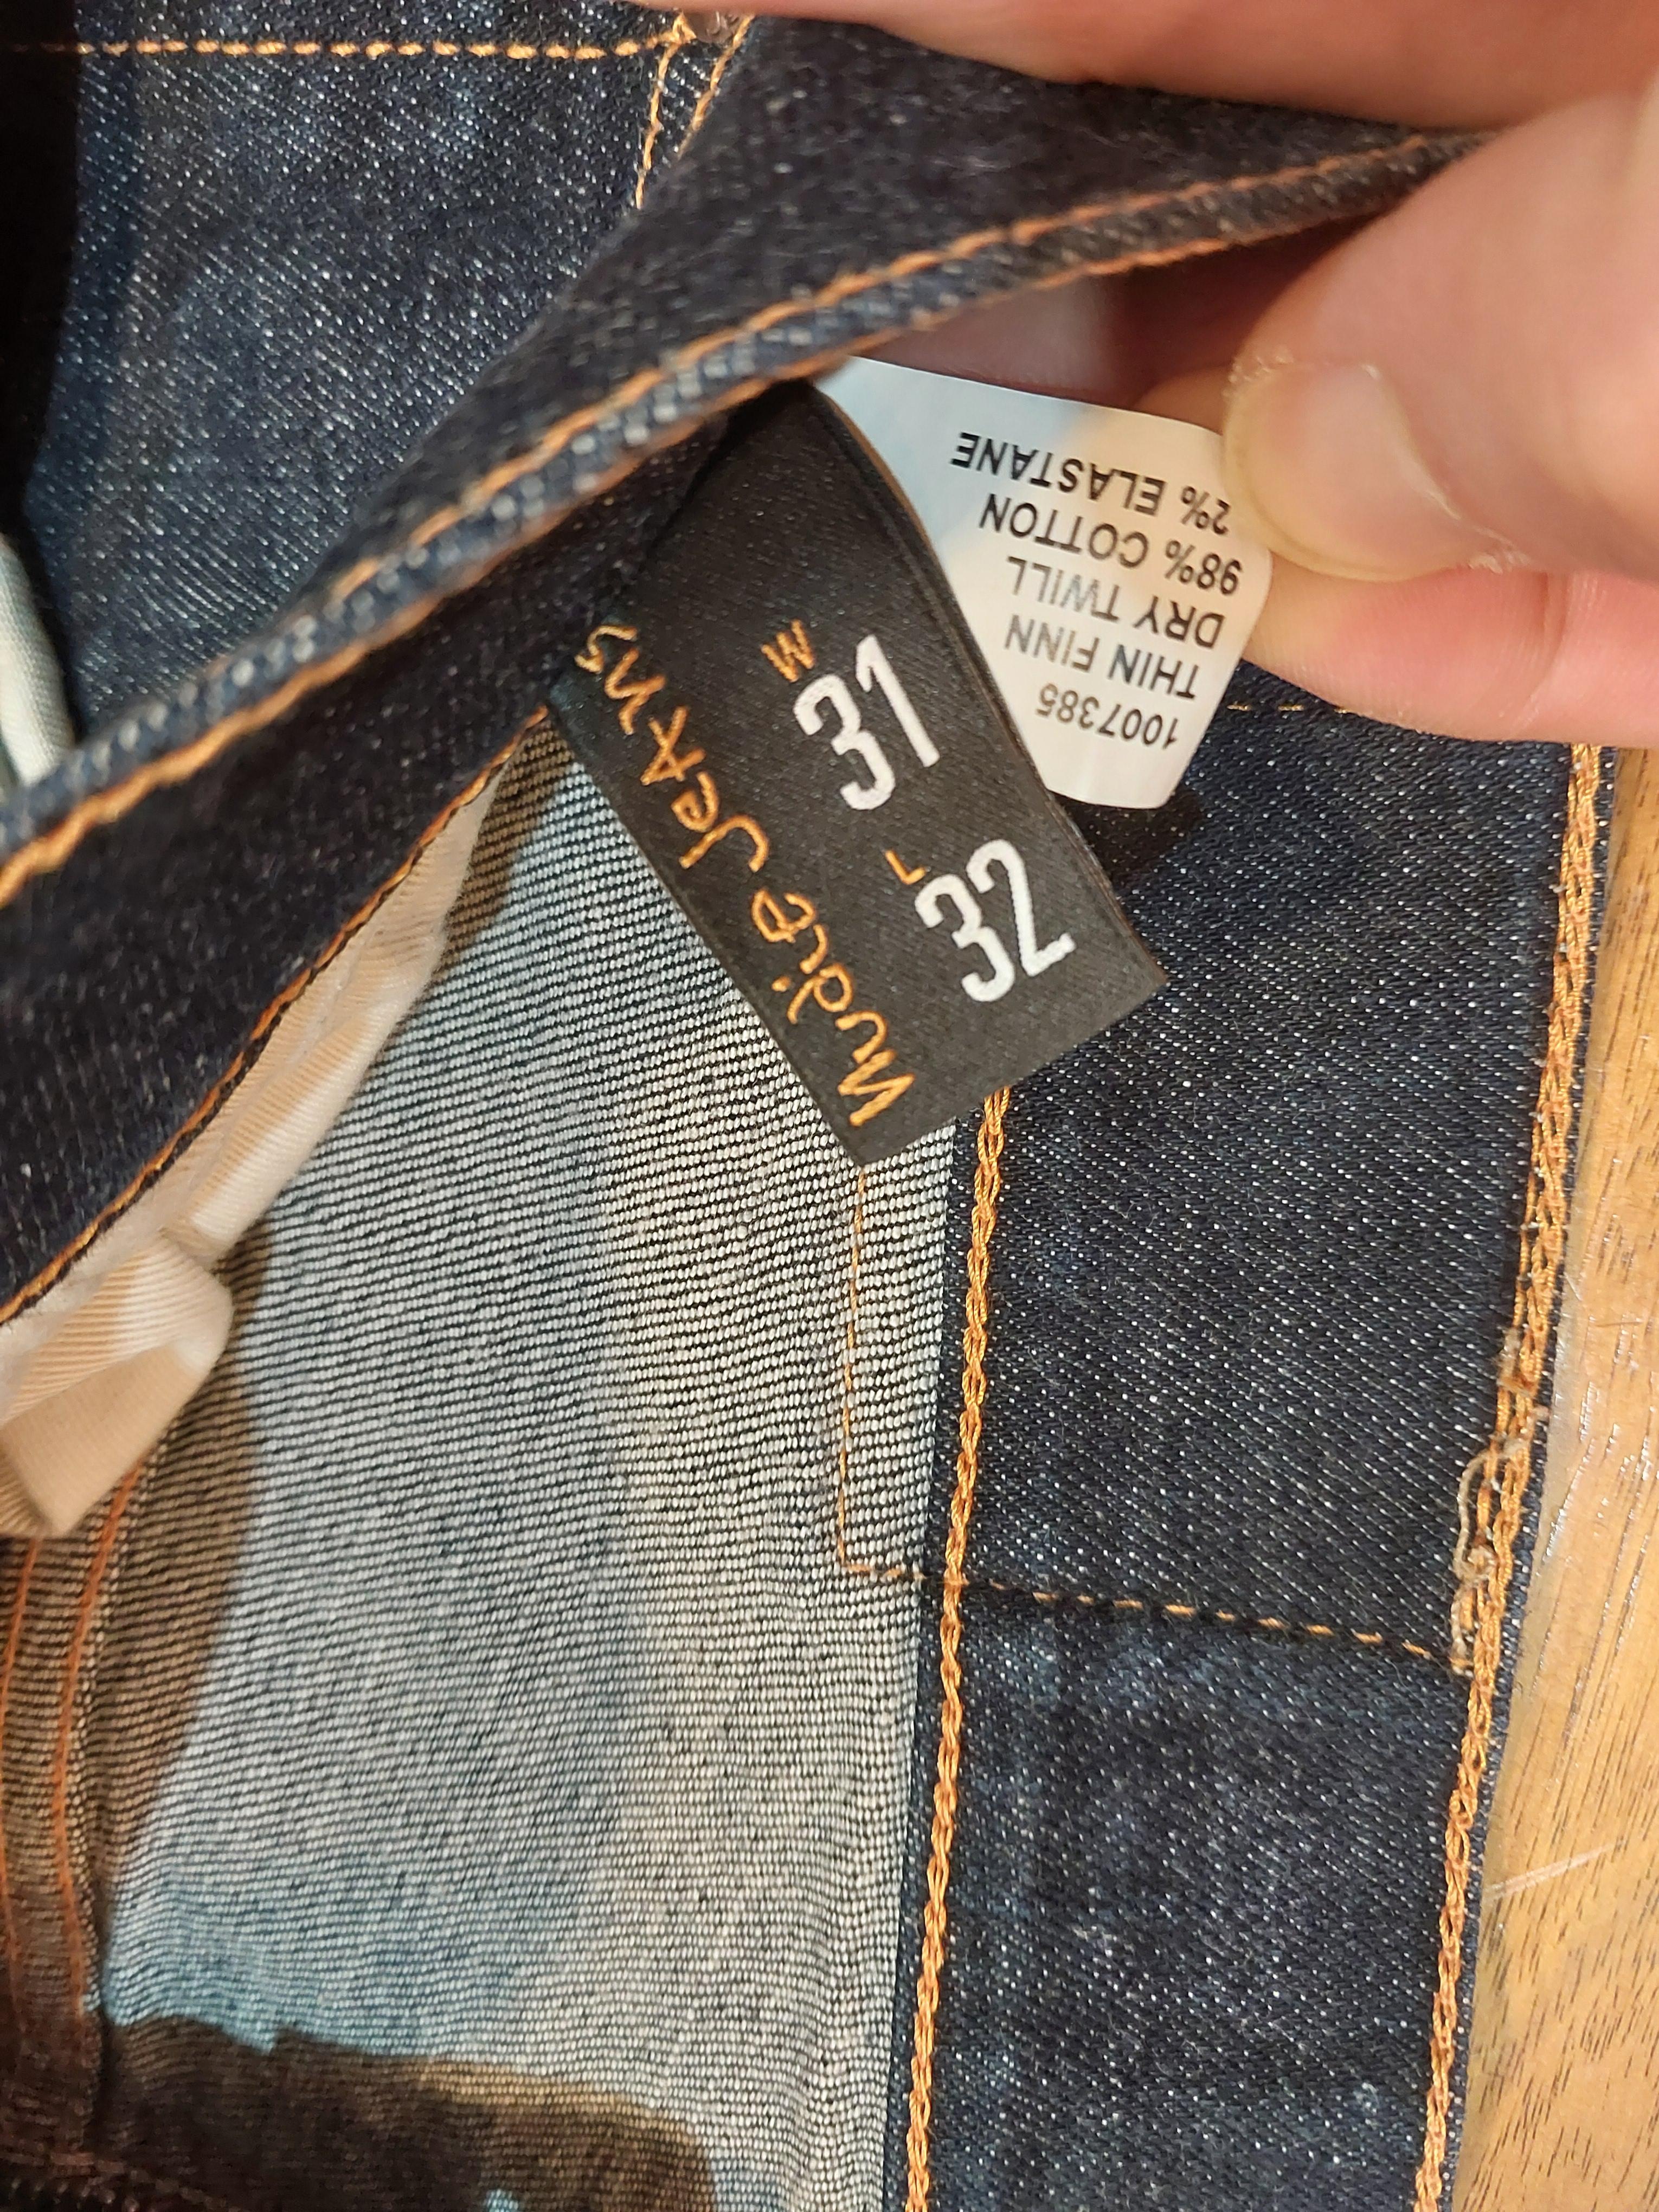 Nudie Jeans
W L
31 32
1007385
THIN FINN
DRY TWILL
98% COTTON
2% ELASTANE